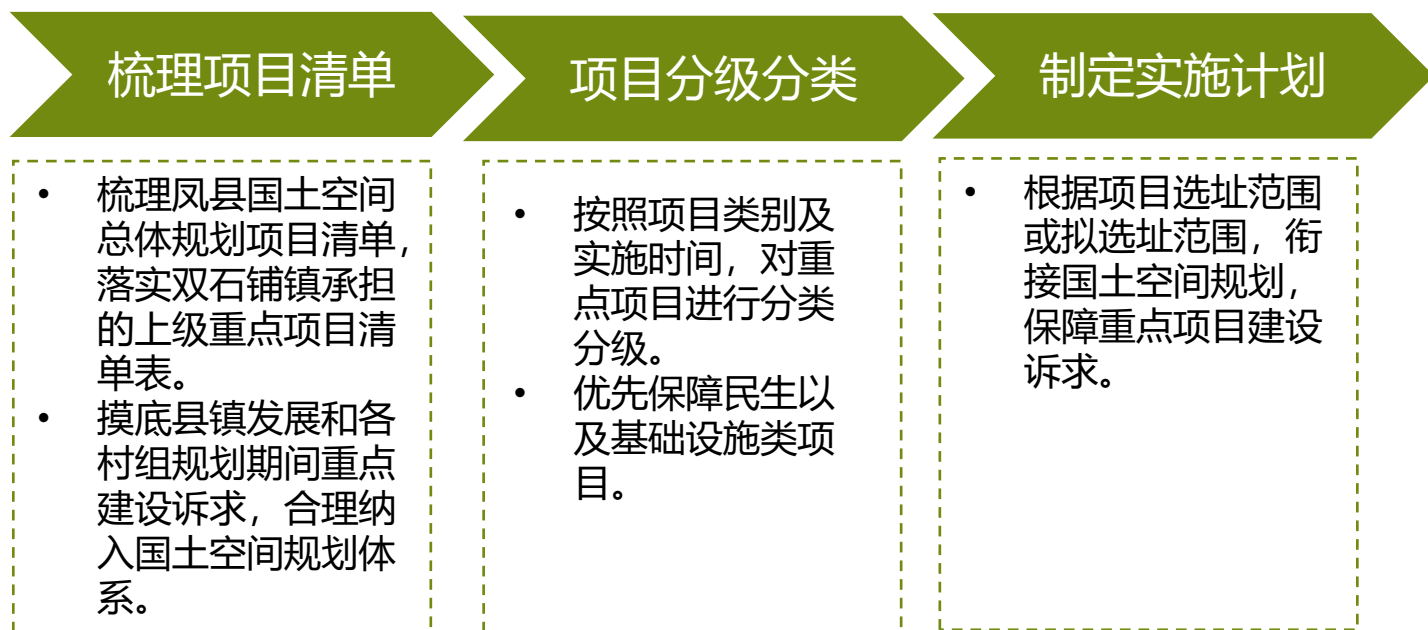 梳理项目清单
项目分级分类
制定实施计划
• 梳理凤县国土空间
总体规划项目清单，
落实双石铺镇承担
的上级重点项目清
单表。
• 摸底县镇发展和各
村组规划期间重点
建设诉求，合理纳
入国土空间规划体
系。
• 按照项目类别及
实施时间，对重
点项目进行分类
分级。
• 优先保障民生以
及基础设施类项
目。
• 根据项目选址范围
或拟选址范围，衔
接国土空间规划，
保障重点项目建设
诉求。